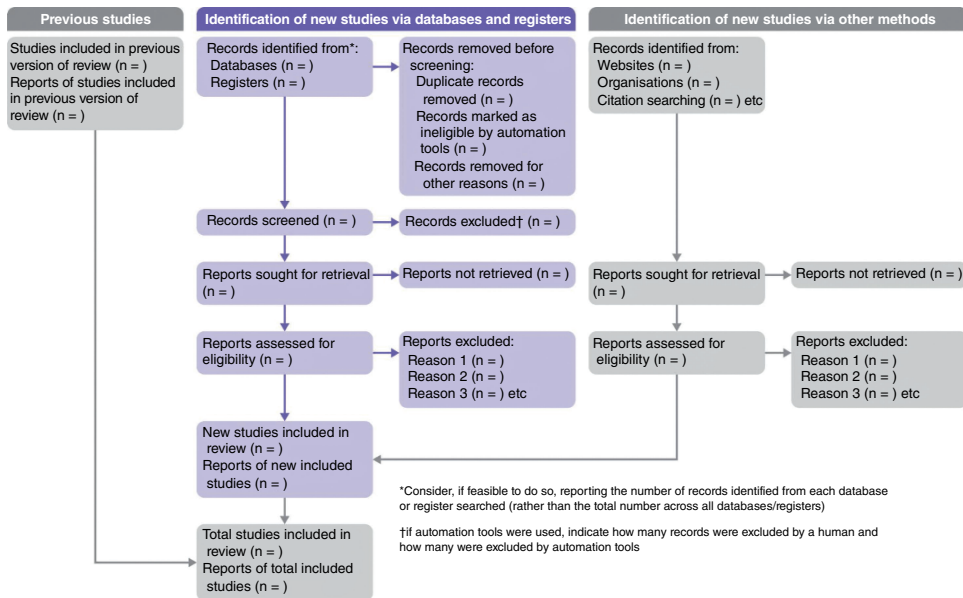 Previous studies
Studies included in previous
version of review (n = )
Reports of studies included
in previous version of
review (n = )
Identification of new studies via databases and registers
Records identified from*:
Databases (n = )
Registers (n = )
Records removed before
screening:
Duplicate records
removed (n = )
Records marked as
ineligible by automation
tools (n = )
Records removed for
other reasons (n = )
Records screened (n = )
Records excluded† (n = )
Reports sought for retrieval
(n = )
Reports not retrieved (n = )
Reports assessed for
eligibility (n = )
Reports excluded:
Reason 1 (n = )
Reason 2 (n = )
Reason 3 (n = ) etc
New studies included in
review (n = )
Reports of new included
studies (n = )
Total studies included in
review (n = )
Reports of total included
studies (n = )
Identification of new studies via other methods
Records identified from:
Websites (n = )
Organisations (n = )
Citation searching (n = ) etc
Reports sought for retrieval
(n = )
Reports not retrieved (n = )
Reports assessed for
eligibility (n = )
Reports excluded:
Reason 1 (n = )
Reason 2 (n = )
Reason 3 (n = ) etc
*Consider, if feasible to do so, reporting the number of records identified from each database
or register searched (rather than the total number across all databases/registers)
†if automation tools were used, indicate how many records were excluded by a human and
how many were excluded by automation tools